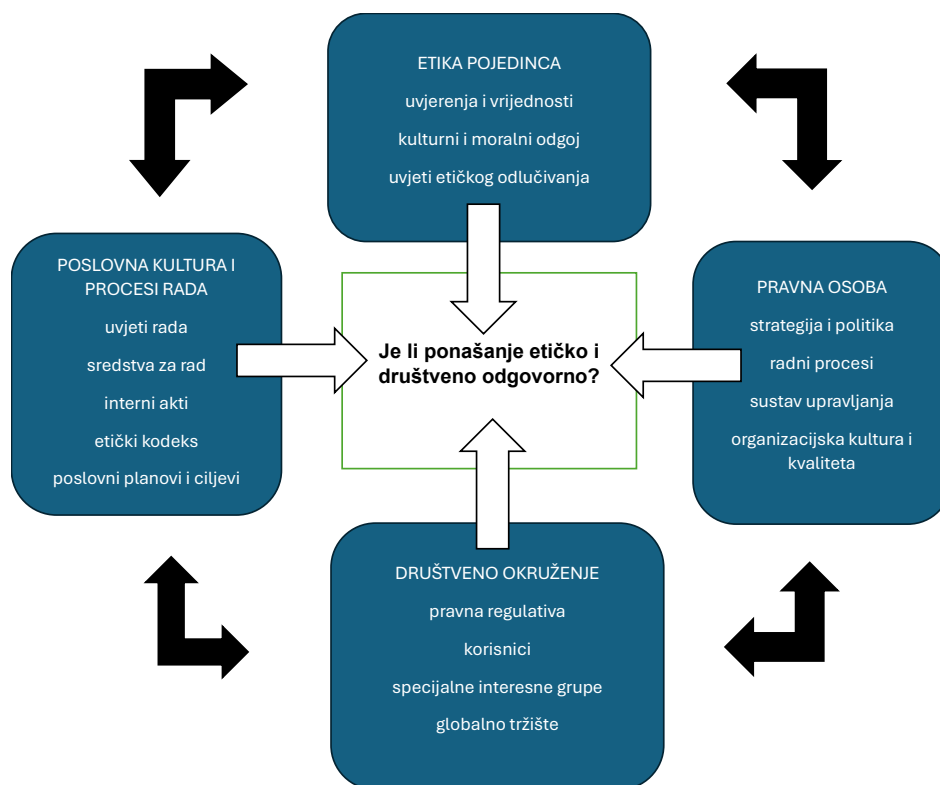 ETIKA POJEDINCA
uvjerenja i vrijednosti
kulturni i moralni odgoj
uvjeti etičkog odlučivanja
POSLOVNA KULTURA I
PROCESI RADA
uvjeti rada
sredstva za rad
interni akti
etički kodeks
poslovni planovi i ciljevi
Je li ponašanje etičko i
društveno odgovorno?
PRAVNA OSOBA
strategija i politika
radni procesi
sustav upravljanja
organizacijska kultura i
kvaliteta
DRUŠTVENO OKRUŽENJE
pravna regulativa
korisnici
specijalne interesne grupe
globalno tržište